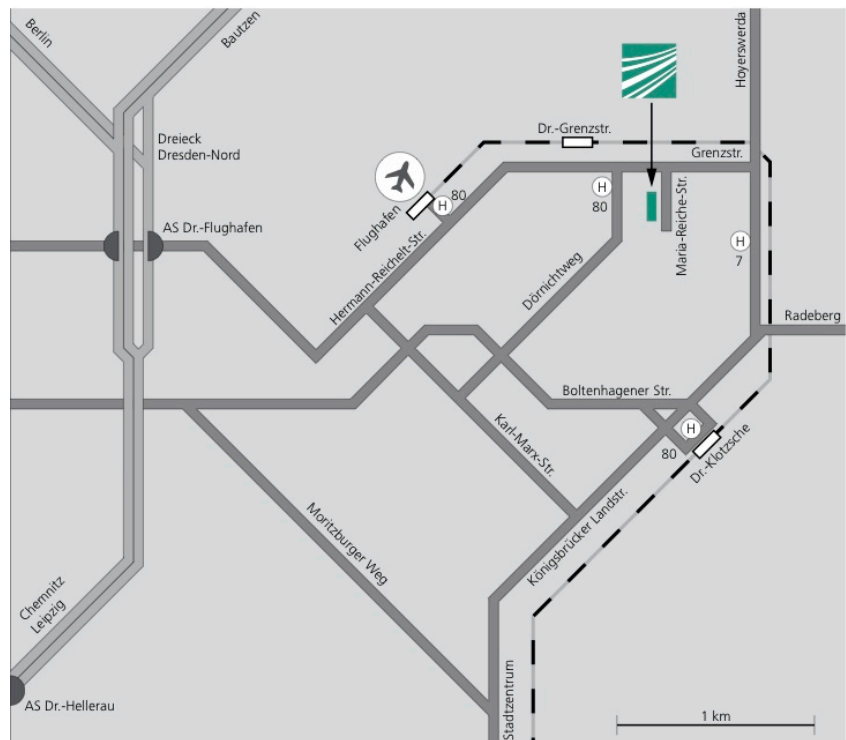 Berlin
Bautzen
Hoyerswerda
Dr.-Grenzstr.
Dreieck
Dresden-Nord
Grenzstr.
H
80
H
80
Flughafen
Maria-Reiche-Str.
AS Dr.-Flughafen
H
7
Hermann-Reichelt-Str.
Dörnichtweg
Radeberg
Boltenhagener Str.
Karl-Marx-Str.
H
80
Dr.-Klotzsche
Moritzburger Weg
Königsbrücker Landstr.
Chemnitz
Leipzig
Stadtzentrum
AS Dr.-Hellerau
1 km